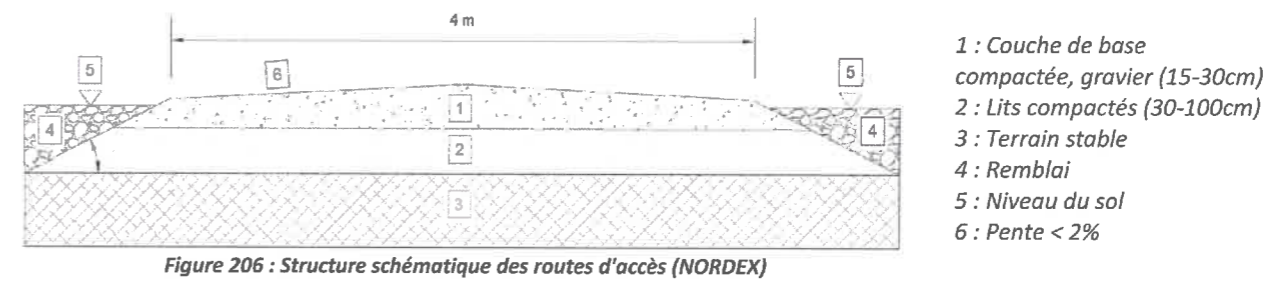 4 m
5
6
5
1
4
4
2
3
1 : Couche de base
compactée, gravier (15-30cm)
2 : Lits compactés (30-100cm)
3 : Terrain stable
4 : Remblai
5 : Niveau du sol
6 : Pente < 2%
Figure 206 : Structure schématique des routes d'accès (NORDEX)